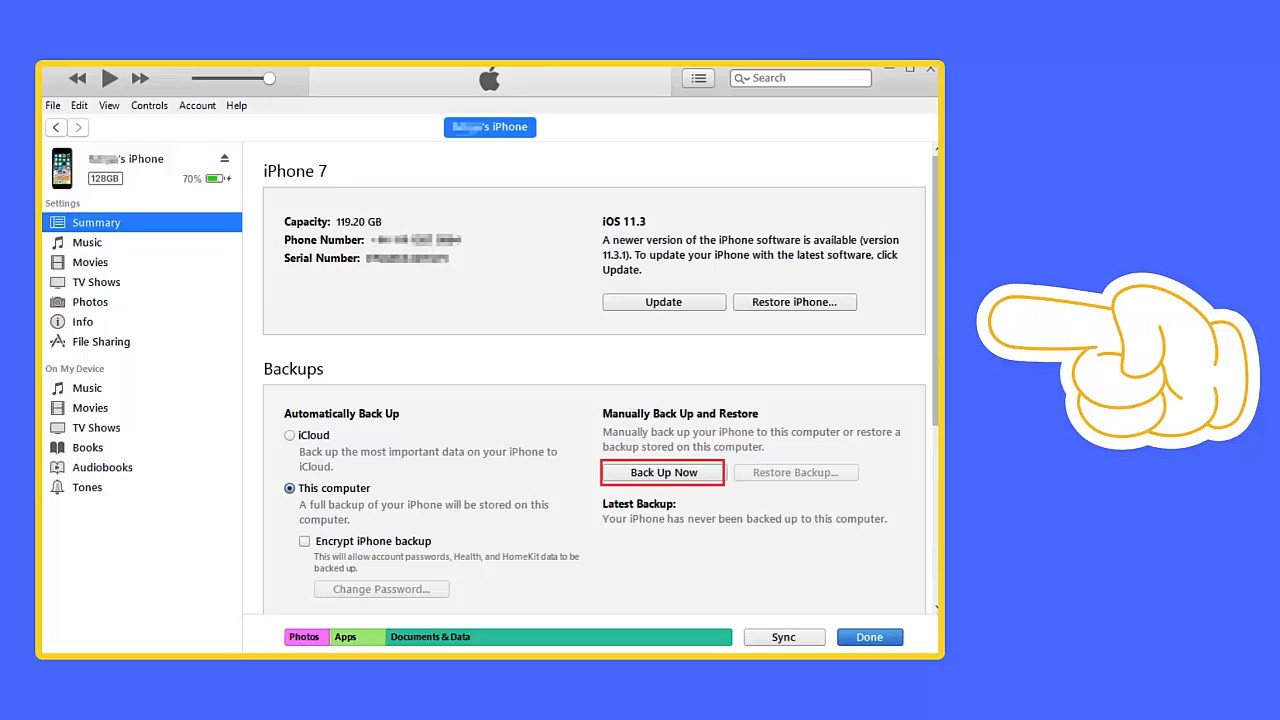 Search
File Edit View Controls Account Help
's iPhone
's iPhone
128GB
70%
Settings
Summary
Music
Movies
TV Shows
Photos
Info
File Sharing
On My Device
Music
Movies
TV Shows
Books
Audiobooks
Tones
iPhone 7
Capacity: 119.20 GB
Phone Number:
Serial Number:
iOS 11.3
A newer version of the iPhone software is available (version
11.3.1). To update your iPhone with the latest software, click
Update.
Update
Restore iPhone...
Backups
Automatically Back Up
iCloud
Back up the most important data on your iPhone to
iCloud.
This computer
A full backup of your iPhone will be stored on this
computer.
Encrypt iPhone backup
This will allow account passwords, Health, and HomeKit data to be
backed up.
Change Password...
Manually Back Up and Restore
Manually back up your iPhone to this computer or restore a
backup stored on this computer.
Back Up Now
Restore Backup...
Latest Backup:
Your iPhone has never been backed up to this computer.
Photos Apps Documents & Data
Sync
Done